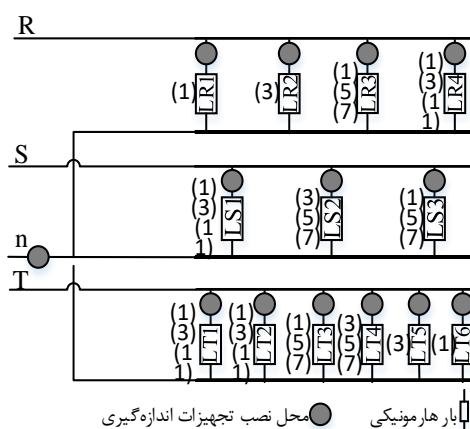 R
(1) LR1 (3) LR2 (1)(5)(7) LR3 (1)(3)(11) LR4
S
(1)(3)(11) LS1 (3)(5)(7) LS2 (1)(5)(7) LS3
n
T
(1)(3)(11) LT1 (1)(3)(11) LT2 (1)(5)(7) LT3 (3)(5)(7) LT4 (3) LT5 (1) LT6
محل نصب تجهیزات اندازه‌گیری بار هارمونیکی